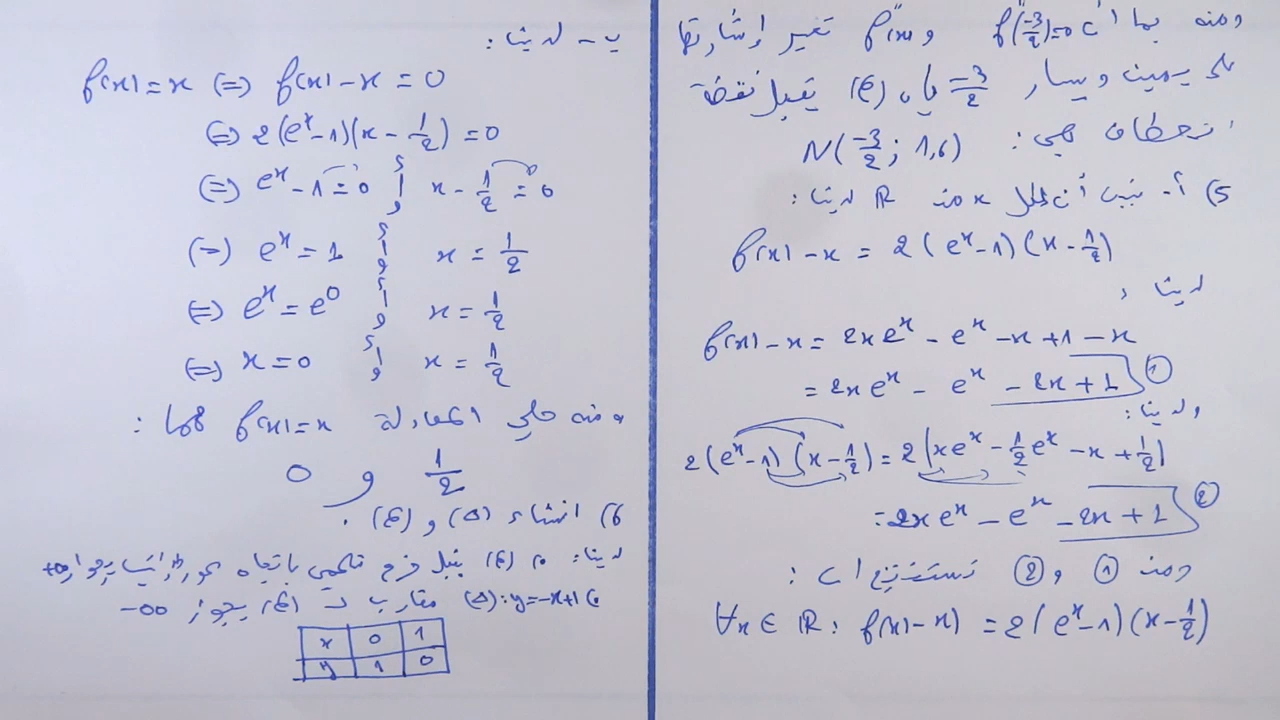 ومنه بما أن f"(-3/2)=0 و f"(x) تغير إشارتها
على يمين ويسار -3/2 فإن (C) يقبل نقطة
انعطاف هي: N(-3/2 ; 1,6)
5) أ- نبين أن لكل x من ℝ لدينا:
f(x) - x = 2(e^x - 1)(x - 1/2)
لدينا
f(x) - x = 2xe^x - e^x - x + 1 - x
= 2xe^x - e^x - 2x + 1 ①
ولدينا:
2(e^x - 1)(x - 1/2) = 2(xe^x - 1/2 e^x - x + 1/2)
= 2xe^x - e^x - 2x + 1 ②
ومن ① و ② نستنتج أن:
∀x ∈ ℝ : f(x) - x) = 2(e^x - 1)(x - 1/2)
ب- لدينا:
f(x) = x (=) f(x) - x = 0
(=) 2(e^x - 1)(x - 1/2) = 0
(=) e^x - 1 = 0 أو x - 1/2 = 0
(=) e^x = 1 أو x = 1/2
(=) e^x = e^0 أو x = 1/2
(=) x = 0 أو x = 1/2
ومنه حلي المعادلة f(x) = x هما:
0 و 1/2
6) انشاء (Δ) و (C).
لدينا: (C) يقبل فرع شلجمي باتجاه محور الأراتيب بجوار +∞
(Δ): y = -x+1 مقارب لـ (C) بجوار -∞
x 0 1
y 1 0